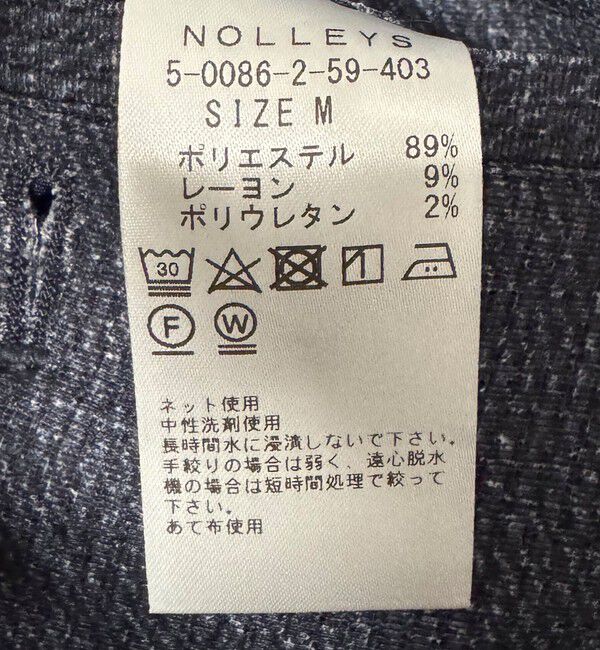 NOLLEYS
5-0086-2-59-403
SIZE M
ポリエステル 89%
レーヨン 9%
ポリウレタン 2%
30
F W
ネット使用
中性洗剤使用
長時間水に浸漬しないで下さい。
手絞りの場合は弱く、遠心脱水
機の場合は短時間処理で絞って
下さい。
あて布使用